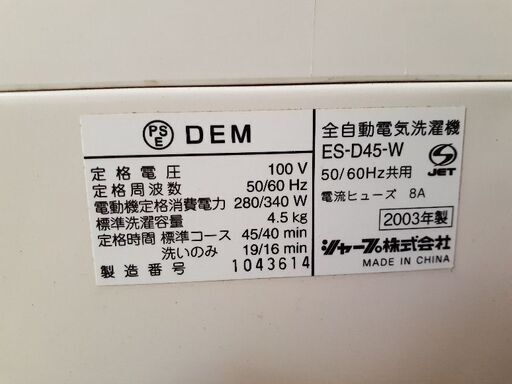 PSE DEM
定格電圧 100 V
定格周波数 50/60 Hz
電動機定格消費電力 280/340 W
標準洗濯容量 4.5 kg
定格時間 標準コース 45/40 min
洗いのみ 19/16 min
製造番号 1043614
全自動電気洗濯機
ES-D45-W
JET
50/60Hz共用
電流ヒューズ 8A
2003年製
シャープ株式会社
MADE IN CHINA